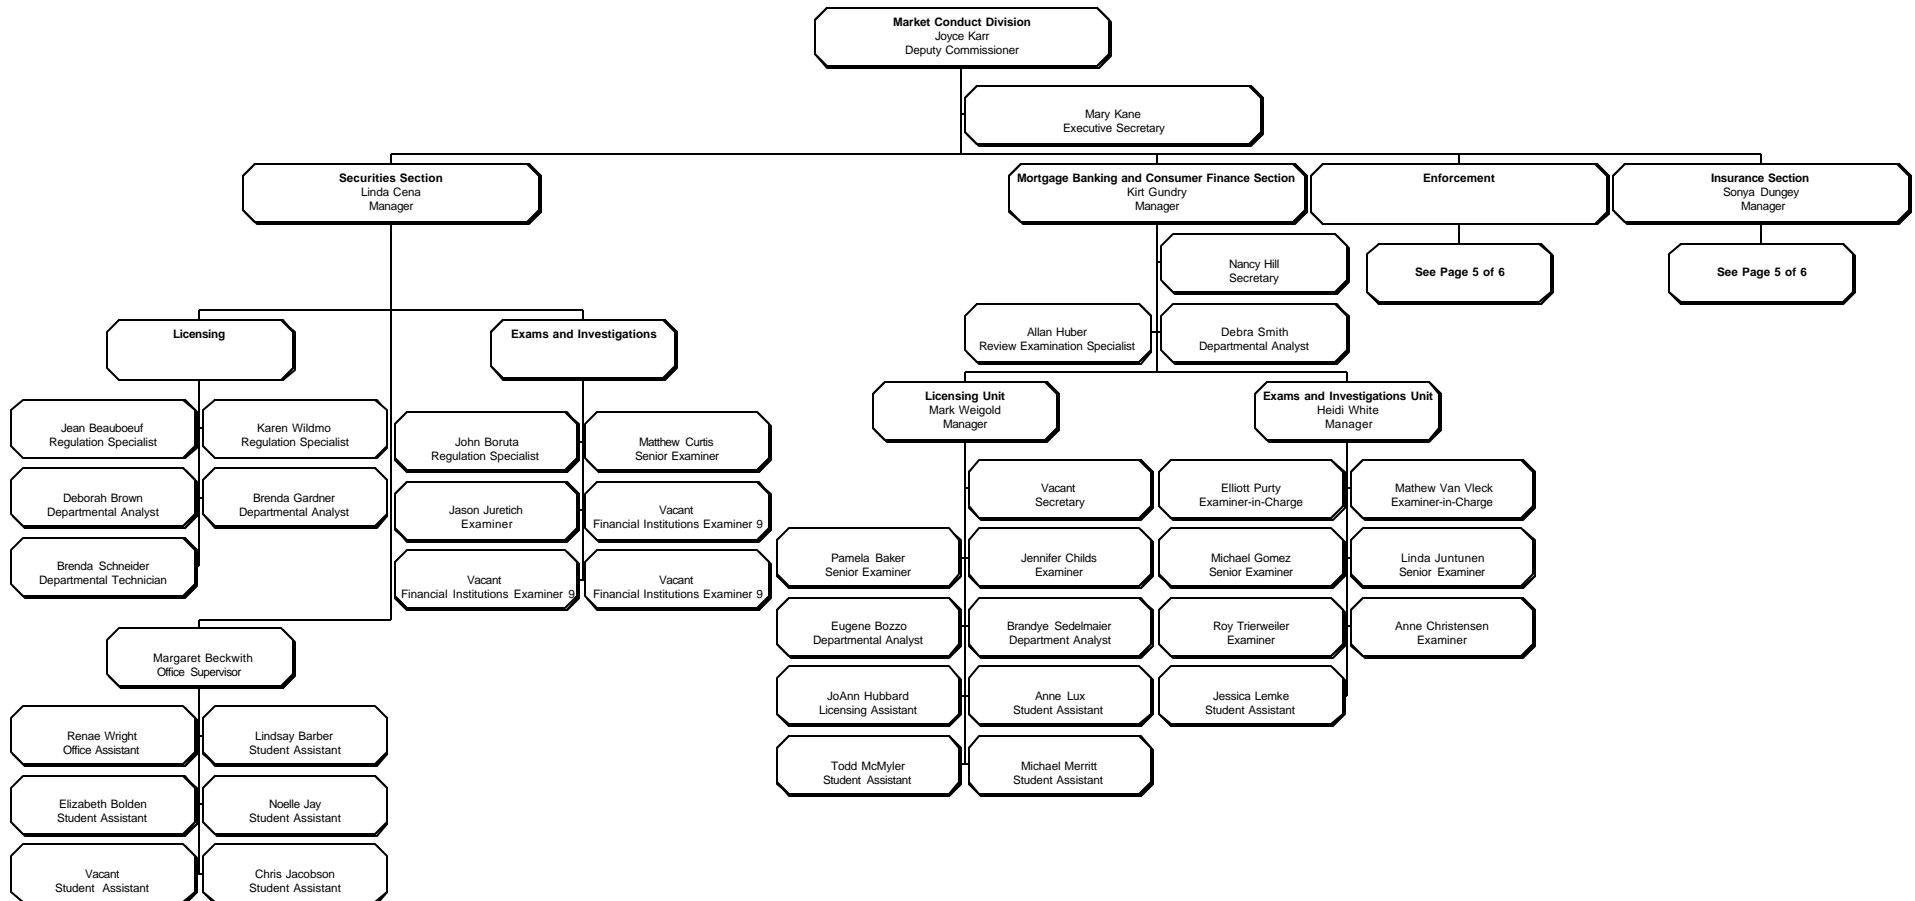 Market Conduct Division
Joyce Karr
Deputy Commissioner
Mary Kane
Executive Secretary
Securities Section
Linda Cena
Manager
Mortgage Banking and Consumer Finance Section
Kirt Gundry
Manager
Enforcement
Insurance Section
Sonya Dungey
Manager
Nancy Hill
Secretary
See Page 5 of 6
See Page 5 of 6
Allan Huber
Review Examination Specialist
Debra Smith
Departmental Analyst
Licensing
Exams and Investigations
Jean Beauboeuf
Regulation Specialist
Karen Wildmo
Regulation Specialist
Deborah Brown
Departmental Analyst
Brenda Gardner
Departmental Analyst
Brenda Schneider
Departmental Technician
John Boruta
Regulation Specialist
Matthew Curtis
Senior Examiner
Jason Juretich
Examiner
Vacant
Financial Institutions Examiner 9
Vacant
Financial Institutions Examiner 9
Vacant
Financial Institutions Examiner 9
Margaret Beckwith
Office Supervisor
Renae Wright
Office Assistant
Lindsay Barber
Student Assistant
Elizabeth Bolden
Student Assistant
Noelle Jay
Student Assistant
Vacant
Student Assistant
Chris Jacobson
Student Assistant
Licensing Unit
Mark Weigold
Manager
Vacant
Secretary
Pamela Baker
Senior Examiner
Jennifer Childs
Examiner
Eugene Bozzo
Departmental Analyst
Brandye Sedelmaier
Department Analyst
JoAnn Hubbard
Licensing Assistant
Anne Lux
Student Assistant
Todd McMyler
Student Assistant
Michael Merritt
Student Assistant
Exams and Investigations Unit
Heidi White
Manager
Elliott Purty
Examiner-in-Charge
Mathew Van Vleck
Examiner-in-Charge
Michael Gomez
Senior Examiner
Linda Juntunen
Senior Examiner
Roy Trierweiler
Examiner
Anne Christensen
Examiner
Jessica Lemke
Student Assistant